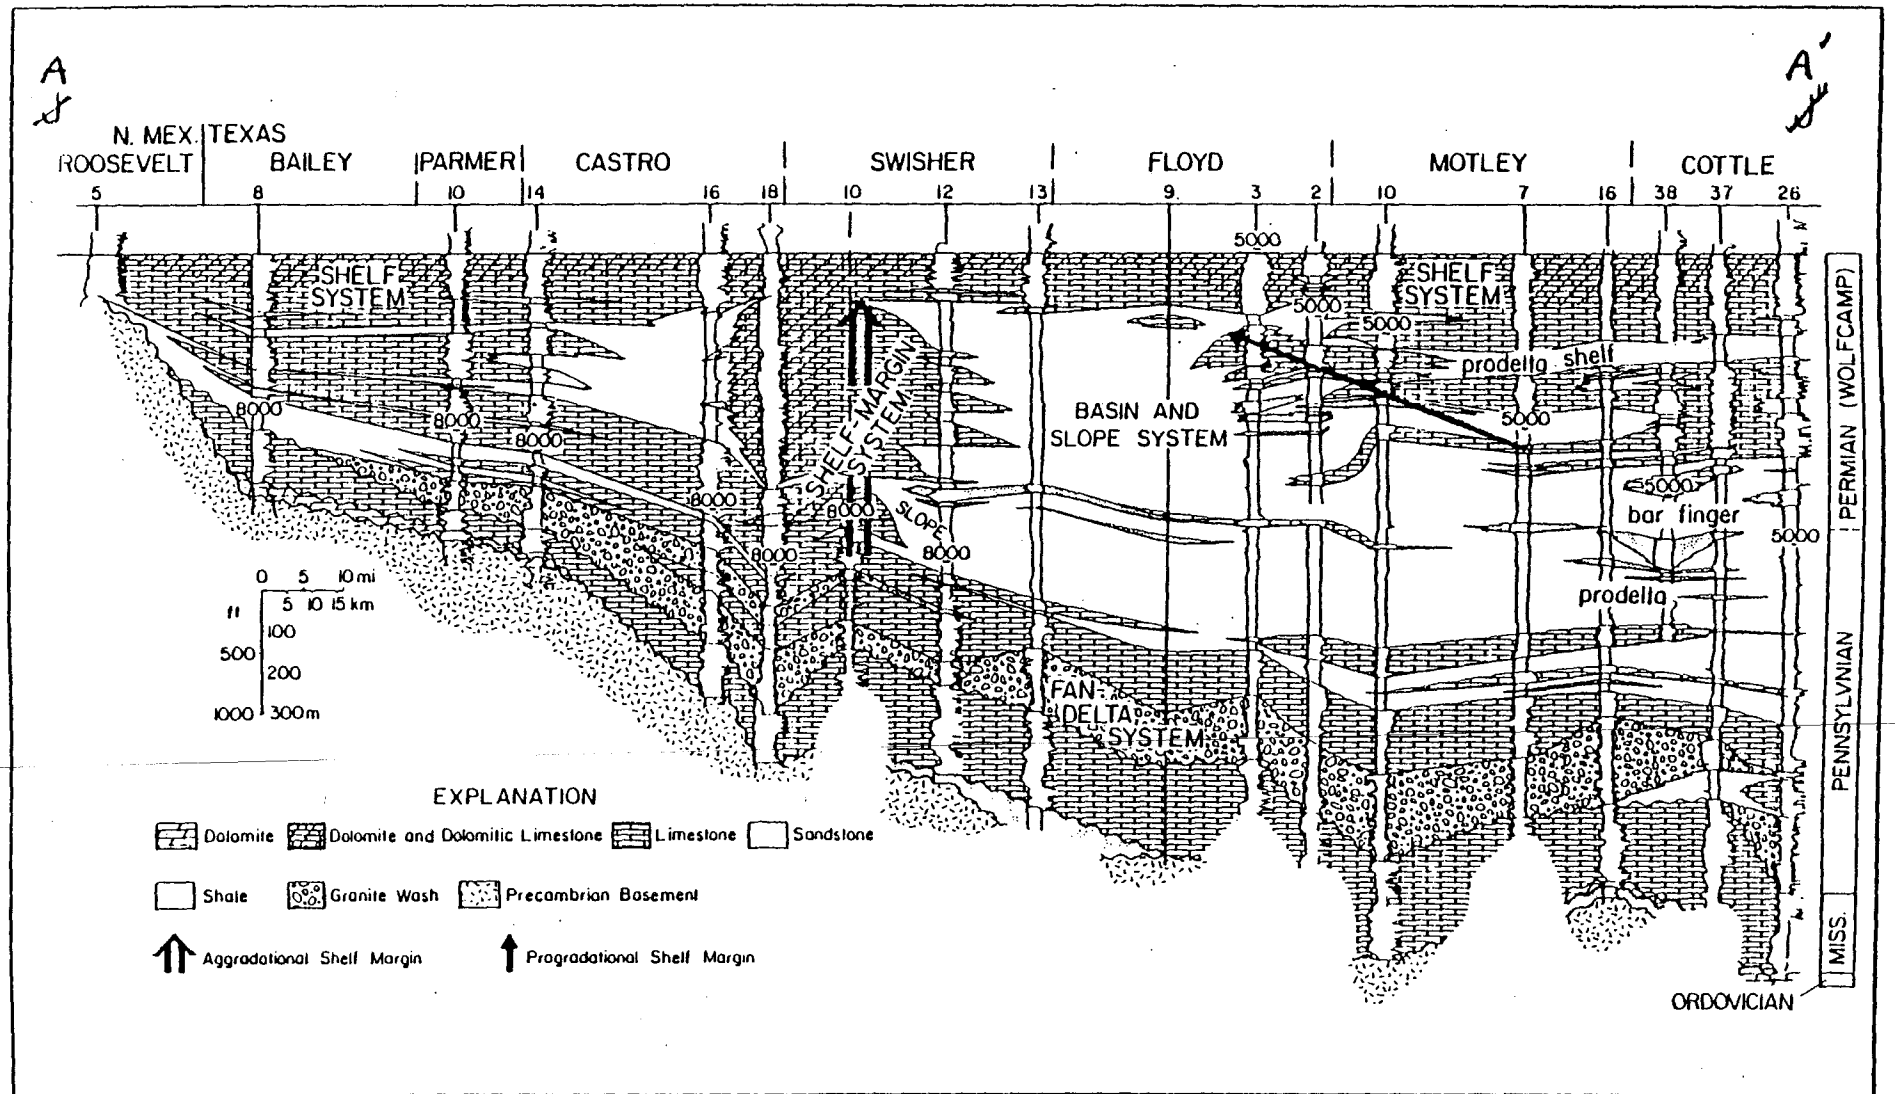 A A'
N. MEX. TEXAS
ROOSEVELT BAILEY PARMER CASTRO SWISHER FLOYD MOTLEY COTTLE
5 8 10 14 16 18 10 12 13 9 3 2 10 7 16 38 37 26
5000
SHELF
SYSTEM
SHELF
SYSTEM
5000
5000
prodelta shelf
SHELF-MARGIN
SYSTEM
BASIN AND
SLOPE SYSTEM
5000
8000
8000
8000
8000
8000
8000
SLOPE
8000
5000
bar finger
5000
prodelta
PERMIAN (WOLFCAMP)
PENNSYLVNIAN
MISS.
ORDOVICIAN
0 5 10 mi
5 10 15 km
ft
100
500
200
1000 300m
FAN-
DELTA
SYSTEM
EXPLANATION
Dolomite Dolomite and Dolomitic Limestone Limestone Sandstone
Shale Granite Wash Precambrian Basement
Aggradational Shelf Margin Progradational Shelf Margin